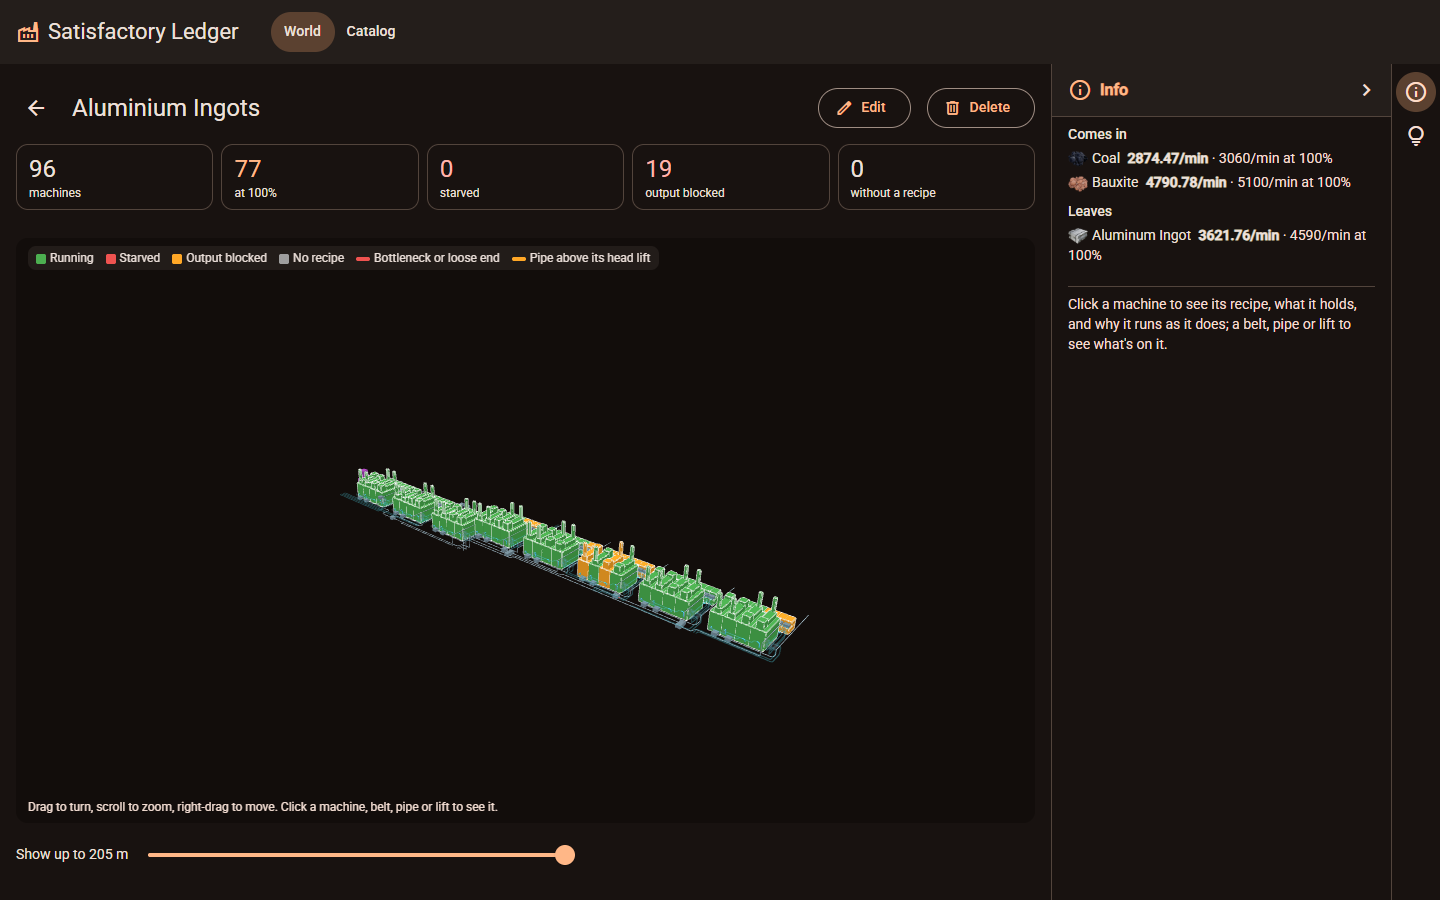 Satisfactory Ledger
World
Catalog
Aluminium Ingots
Edit
Delete
96
machines
77
at 100%
0
starved
19
output blocked
0
without a recipe
Running
Starved
Output blocked
No recipe
Bottleneck or loose end
Pipe above its head lift
Drag to turn, scroll to zoom, right-drag to move. Click a machine, belt, pipe or lift to see it.
Show up to 205 m
Info
Comes in
Coal 2874.47/min · 3060/min at 100%
Bauxite 4790.78/min · 5100/min at 100%
Leaves
Aluminum Ingot 3621.76/min · 4590/min at
100%
Click a machine to see its recipe, what it holds,
and why it runs as it does; a belt, pipe or lift to
see what's on it.